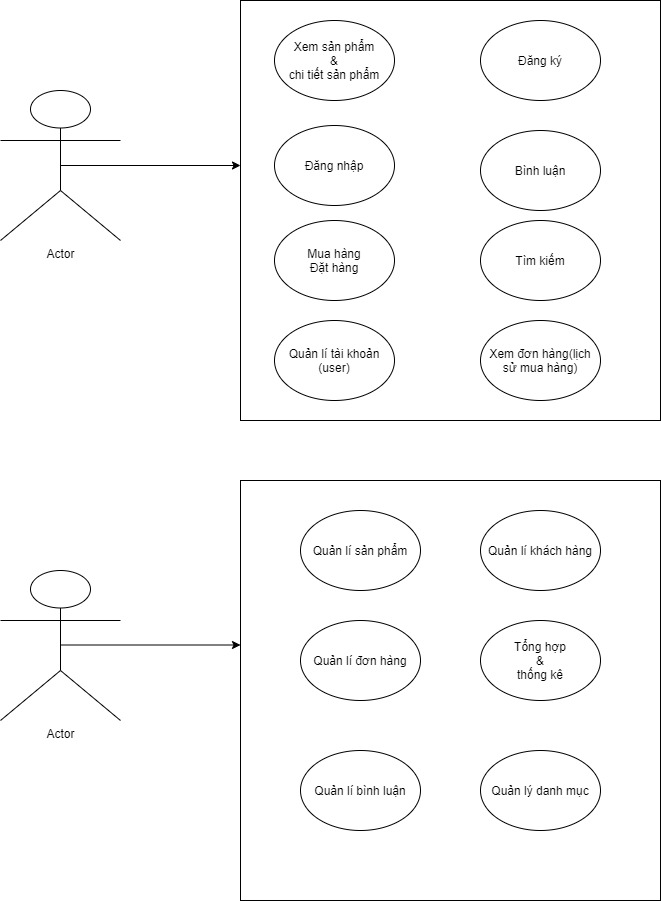 Xem sản phẩm
&
chi tiết sản phẩm
Đăng ký
Đăng nhập
Bình luận
Actor
Mua hàng
Đặt hàng
Tìm kiếm
Quản lí tài khoản
(user)
Xem đơn hàng(lịch
sử mua hàng)
Quản lí sản phẩm
Quản lí khách hàng
Quản lí đơn hàng
Tổng hợp
&
thống kê
Actor
Quản lí bình luận
Quản lý danh mục